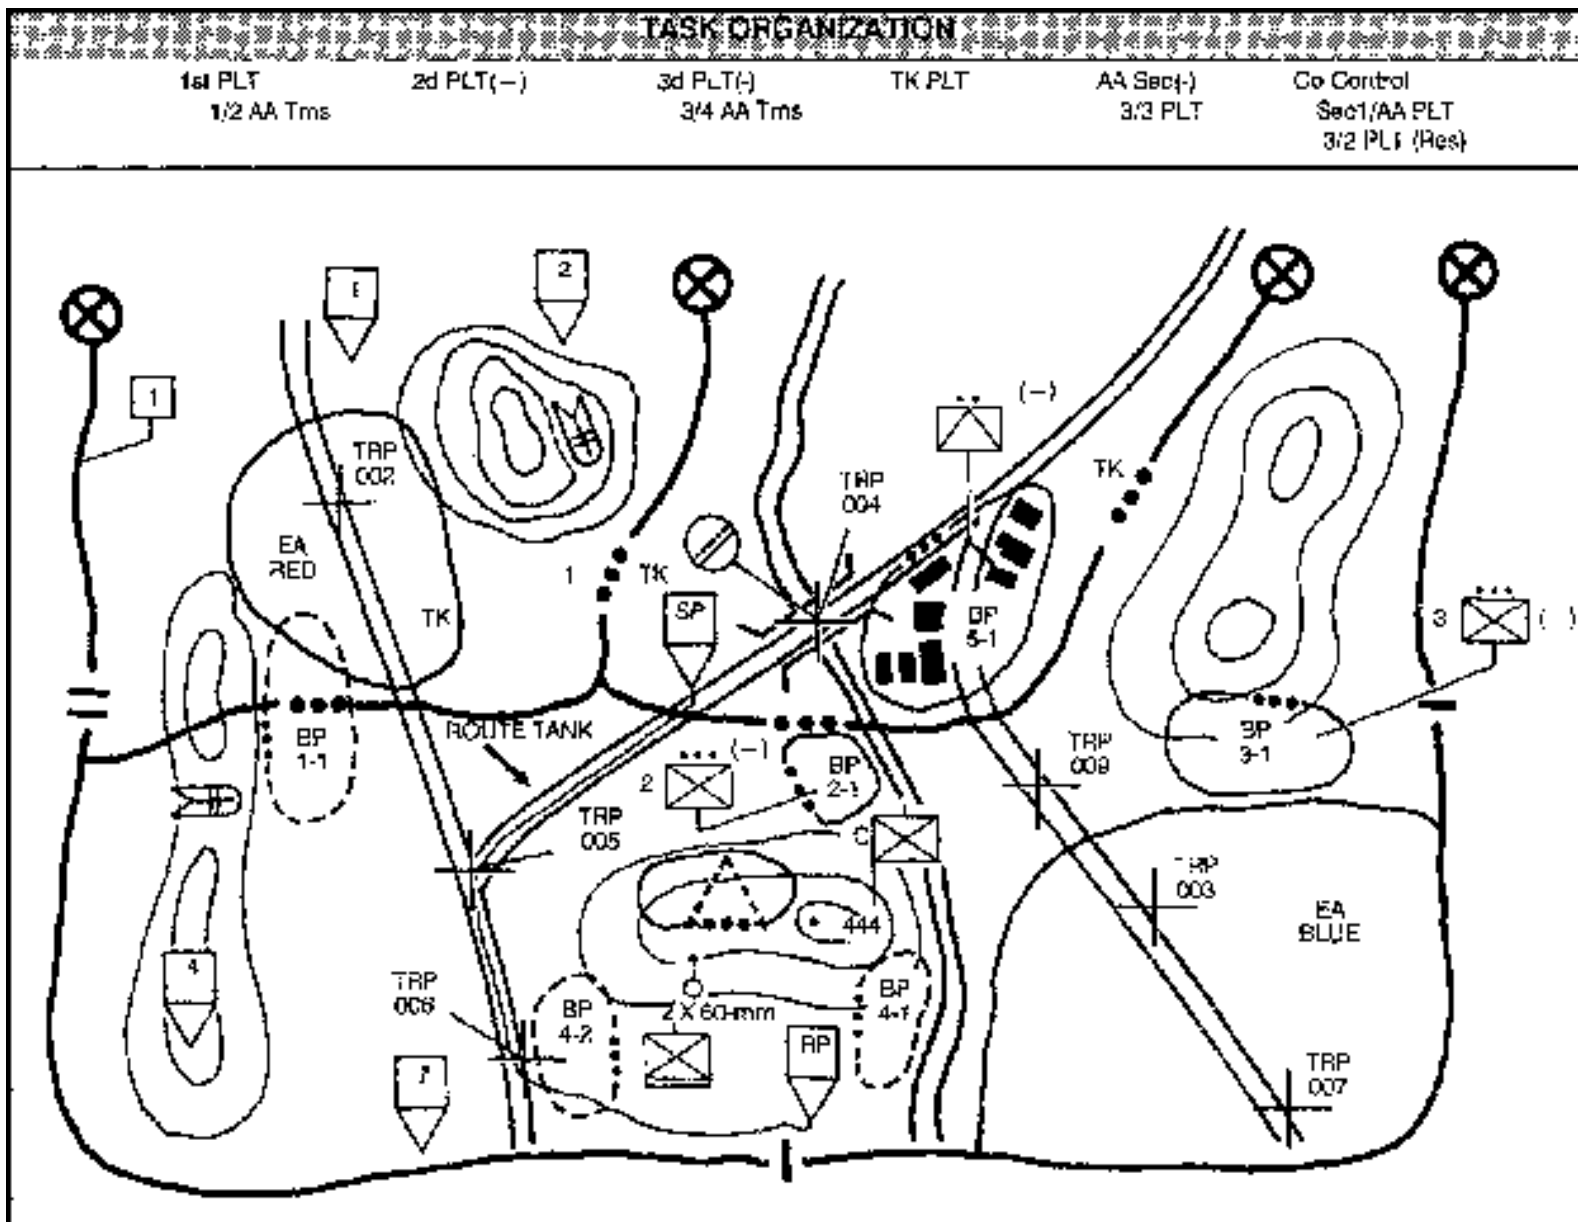 TASK ORGANIZATION
1st PLT 2d PLT(-) 3d PLT(-) TK PLT AA Sec(-) Co Control
1/2 AA Tms 3/4 AA Tms 3/3 PLT Sec1/AA PLT
3/2 PLT (Res)
2
1
(-)
TRP
002
TRP
004
TK
EA
RED
1
TK
TK
SP
BP
5-1
3
( )
ROUTE TANK
BP
1-1
(-)
2
BP
2-1
TRP
009
BP
3-1
TRP
005
C
TRP
003
EA
BLUE
444
4
TRP
006
BP
4-2
2 X 60-mm
BP
4-1
RP
TRP
007